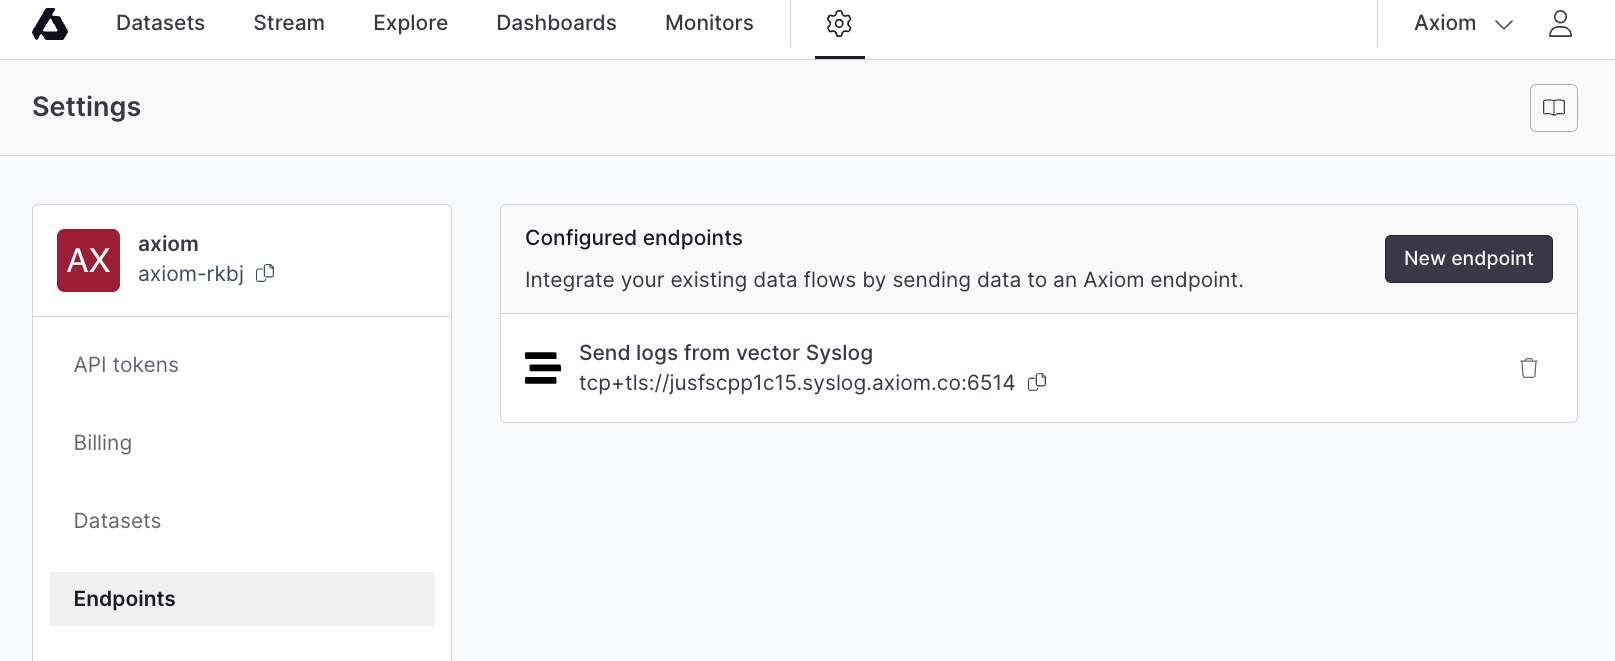 Datasets Stream Explore Dashboards Monitors Axiom
Settings
AX
axiom
axiom-rkbj
API tokens
Billing
Datasets
Endpoints
Configured endpoints
Integrate your existing data flows by sending data to an Axiom endpoint.
New endpoint
Send logs from vector Syslog
tcp+tls://jusfscpp1c15.syslog.axiom.co:6514